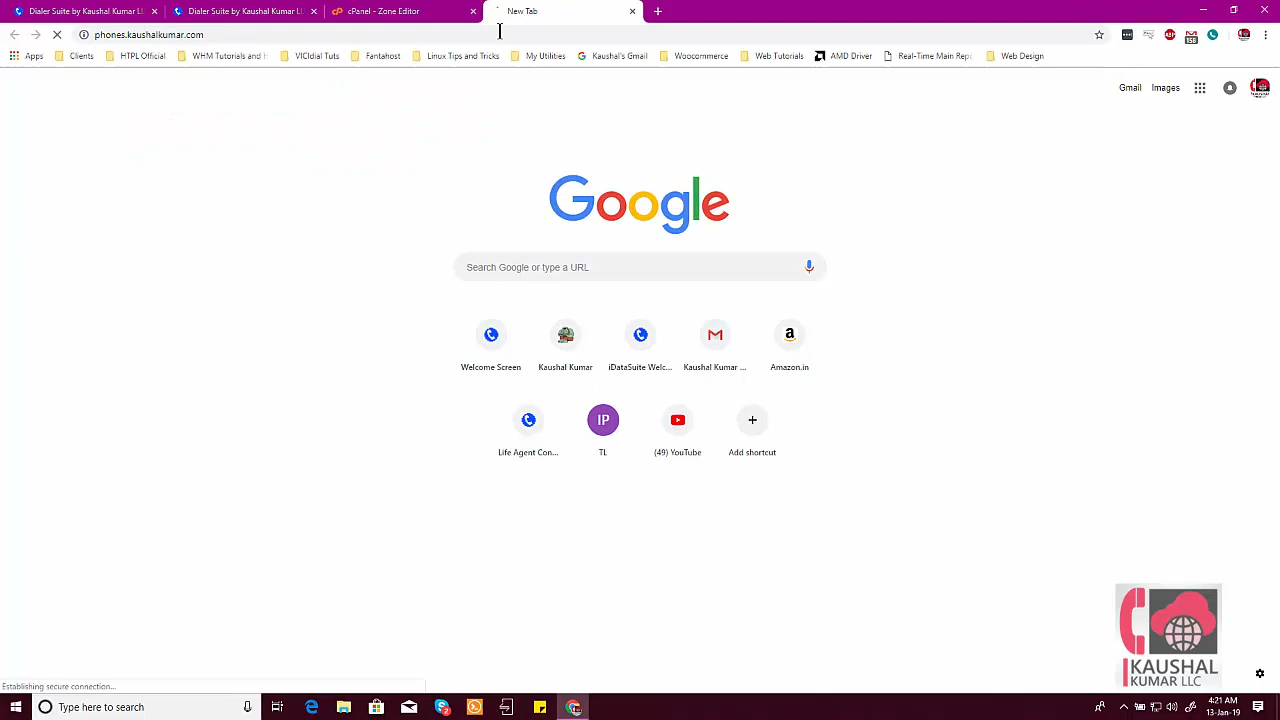 Dialer Suite by Kaushal Kumar LL
Dialer Suite by Kaushal Kumar LL
cPanel - Zone Editor
New Tab
phones.kaushalkumar.com
Apps
Clients
HTPL Official
WHM Tutorials and H
VICIdial Tuts
Fantahost
Linux Tips and Tricks
My Utilities
Kaushal's Gmail
Woocommerce
Web Tutorials
AMD Driver
Real-Time Main Repo
Web Design
Gmail
Images
Google
Search Google or type a URL
Welcome Screen
Kaushal Kumar
iDataSuite Welc...
Kaushal Kumar ...
Amazon.in
Life Agent Con...
IP
TL
(49) YouTube
Add shortcut
KAUSHAL
KUMAR LLC
Establishing secure connection...
Type here to search
4:21 AM
13-Jan-19